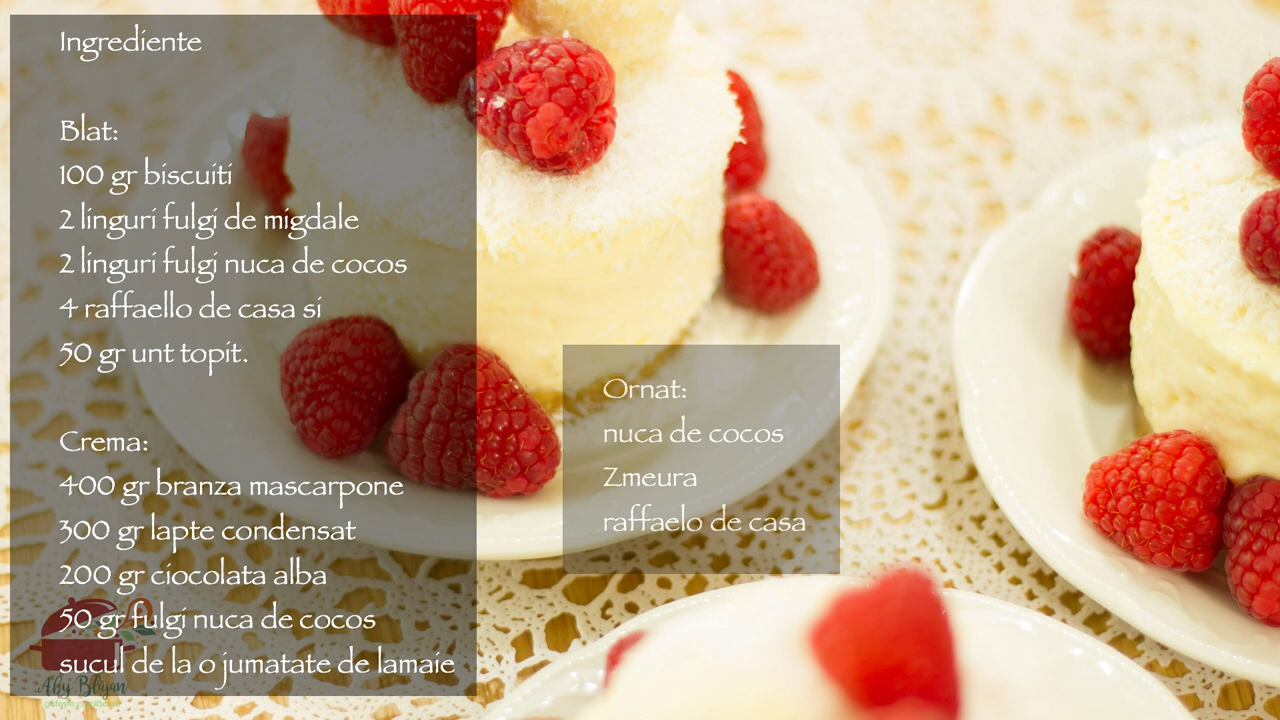 Ingrediente
Blat:
100 gr biscuiti
2 linguri fulgi de migdale
2 linguri fulgi nuca de cocos
4 raffaello de casa si
50 gr unt topit.
Crema:
400 gr branza mascarpone
300 gr lapte condensat
200 gr ciocolata alba
50 gr fulgi nuca de cocos
sucul de la o jumatate de lamaie
Ornat:
nuca de cocos
Zmeura
raffaelo de casa
Aby Blajan